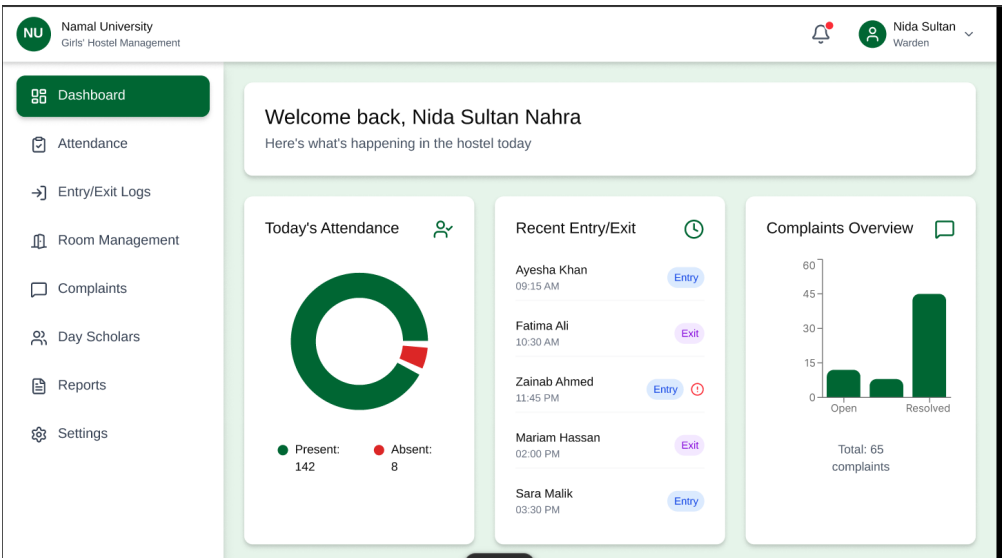 NU
Namal University
Girls' Hostel Management
Nida Sultan
Warden
Dashboard
Attendance
Entry/Exit Logs
Room Management
Complaints
Day Scholars
Reports
Settings
Welcome back, Nida Sultan Nahra
Here's what's happening in the hostel today
Today's Attendance
Present:
142
Absent:
8
Recent Entry/Exit
Ayesha Khan
09:15 AM
Entry
Fatima Ali
10:30 AM
Exit
Zainab Ahmed
11:45 PM
Entry
Mariam Hassan
02:00 PM
Exit
Sara Malik
03:30 PM
Entry
Complaints Overview
60
45
30
15
0
Open
Resolved
Total: 65
complaints